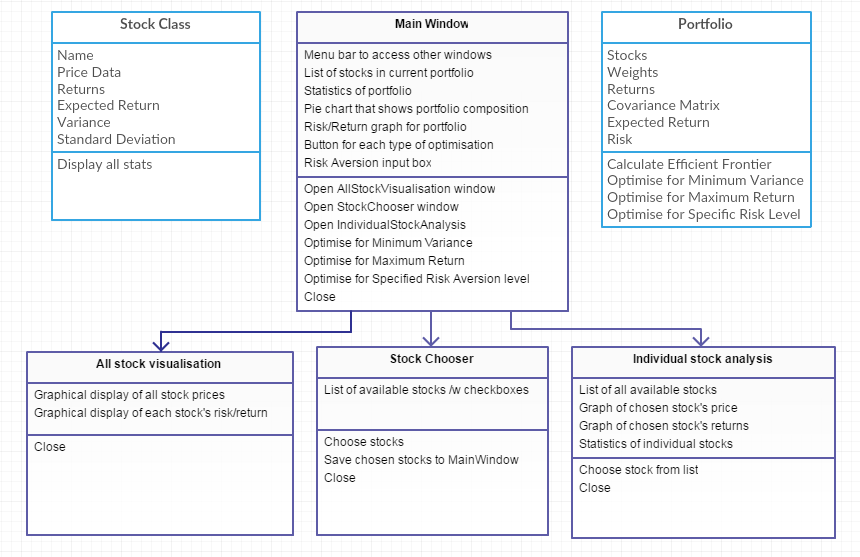 Stock Class
Name
Price Data
Returns
Expected Return
Variance
Standard Deviation
Display all stats
Main Window
Menu bar to access other windows
List of stocks in current portfolio
Statistics of portfolio
Pie chart that shows portfolio composition
Risk/Return graph for portfolio
Button for each type of optimisation
Risk Aversion input box
Open AllStockVisualisation window
Open StockChooser window
Open IndividualStockAnalysis
Optimise for Minimum Variance
Optimise for Maximum Return
Optimise for Specified Risk Aversion level
Close
Portfolio
Stocks
Weights
Returns
Covariance Matrix
Expected Return
Risk
Calculate Efficient Frontier
Optimise for Minimum Variance
Optimise for Maximum Return
Optimise for Specific Risk Level
All stock visualisation
Graphical display of all stock prices
Graphical display of each stock's risk/return
Close
Stock Chooser
List of available stocks /w checkboxes
Choose stocks
Save chosen stocks to MainWindow
Close
Individual stock analysis
List of all available stocks
Graph of chosen stock's price
Graph of chosen stock's returns
Statistics of individual stocks
Choose stock from list
Close